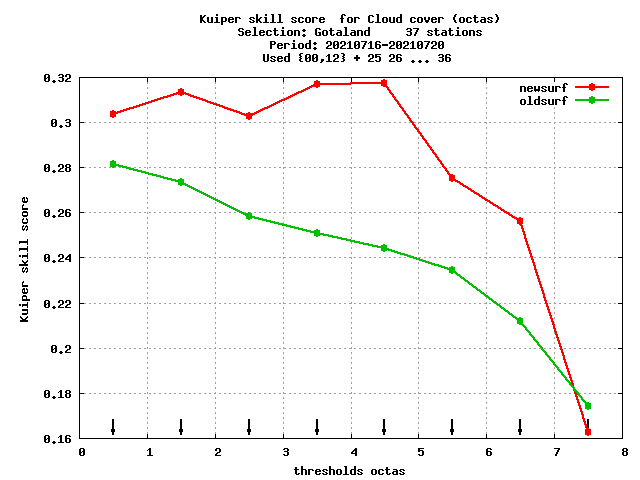 Kuiper skill score  for Cloud cover (octas)
Selection: Gotaland     37 stations
Period: 20210716-20210720
Used {00,12} + 25 26 ... 36
newsurf
oldsurf
Kuiper skill score
0.32
0.3
0.28
0.26
0.24
0.22
0.2
0.18
0.16
0 1 2 3 4 5 6 7 8
thresholds octas